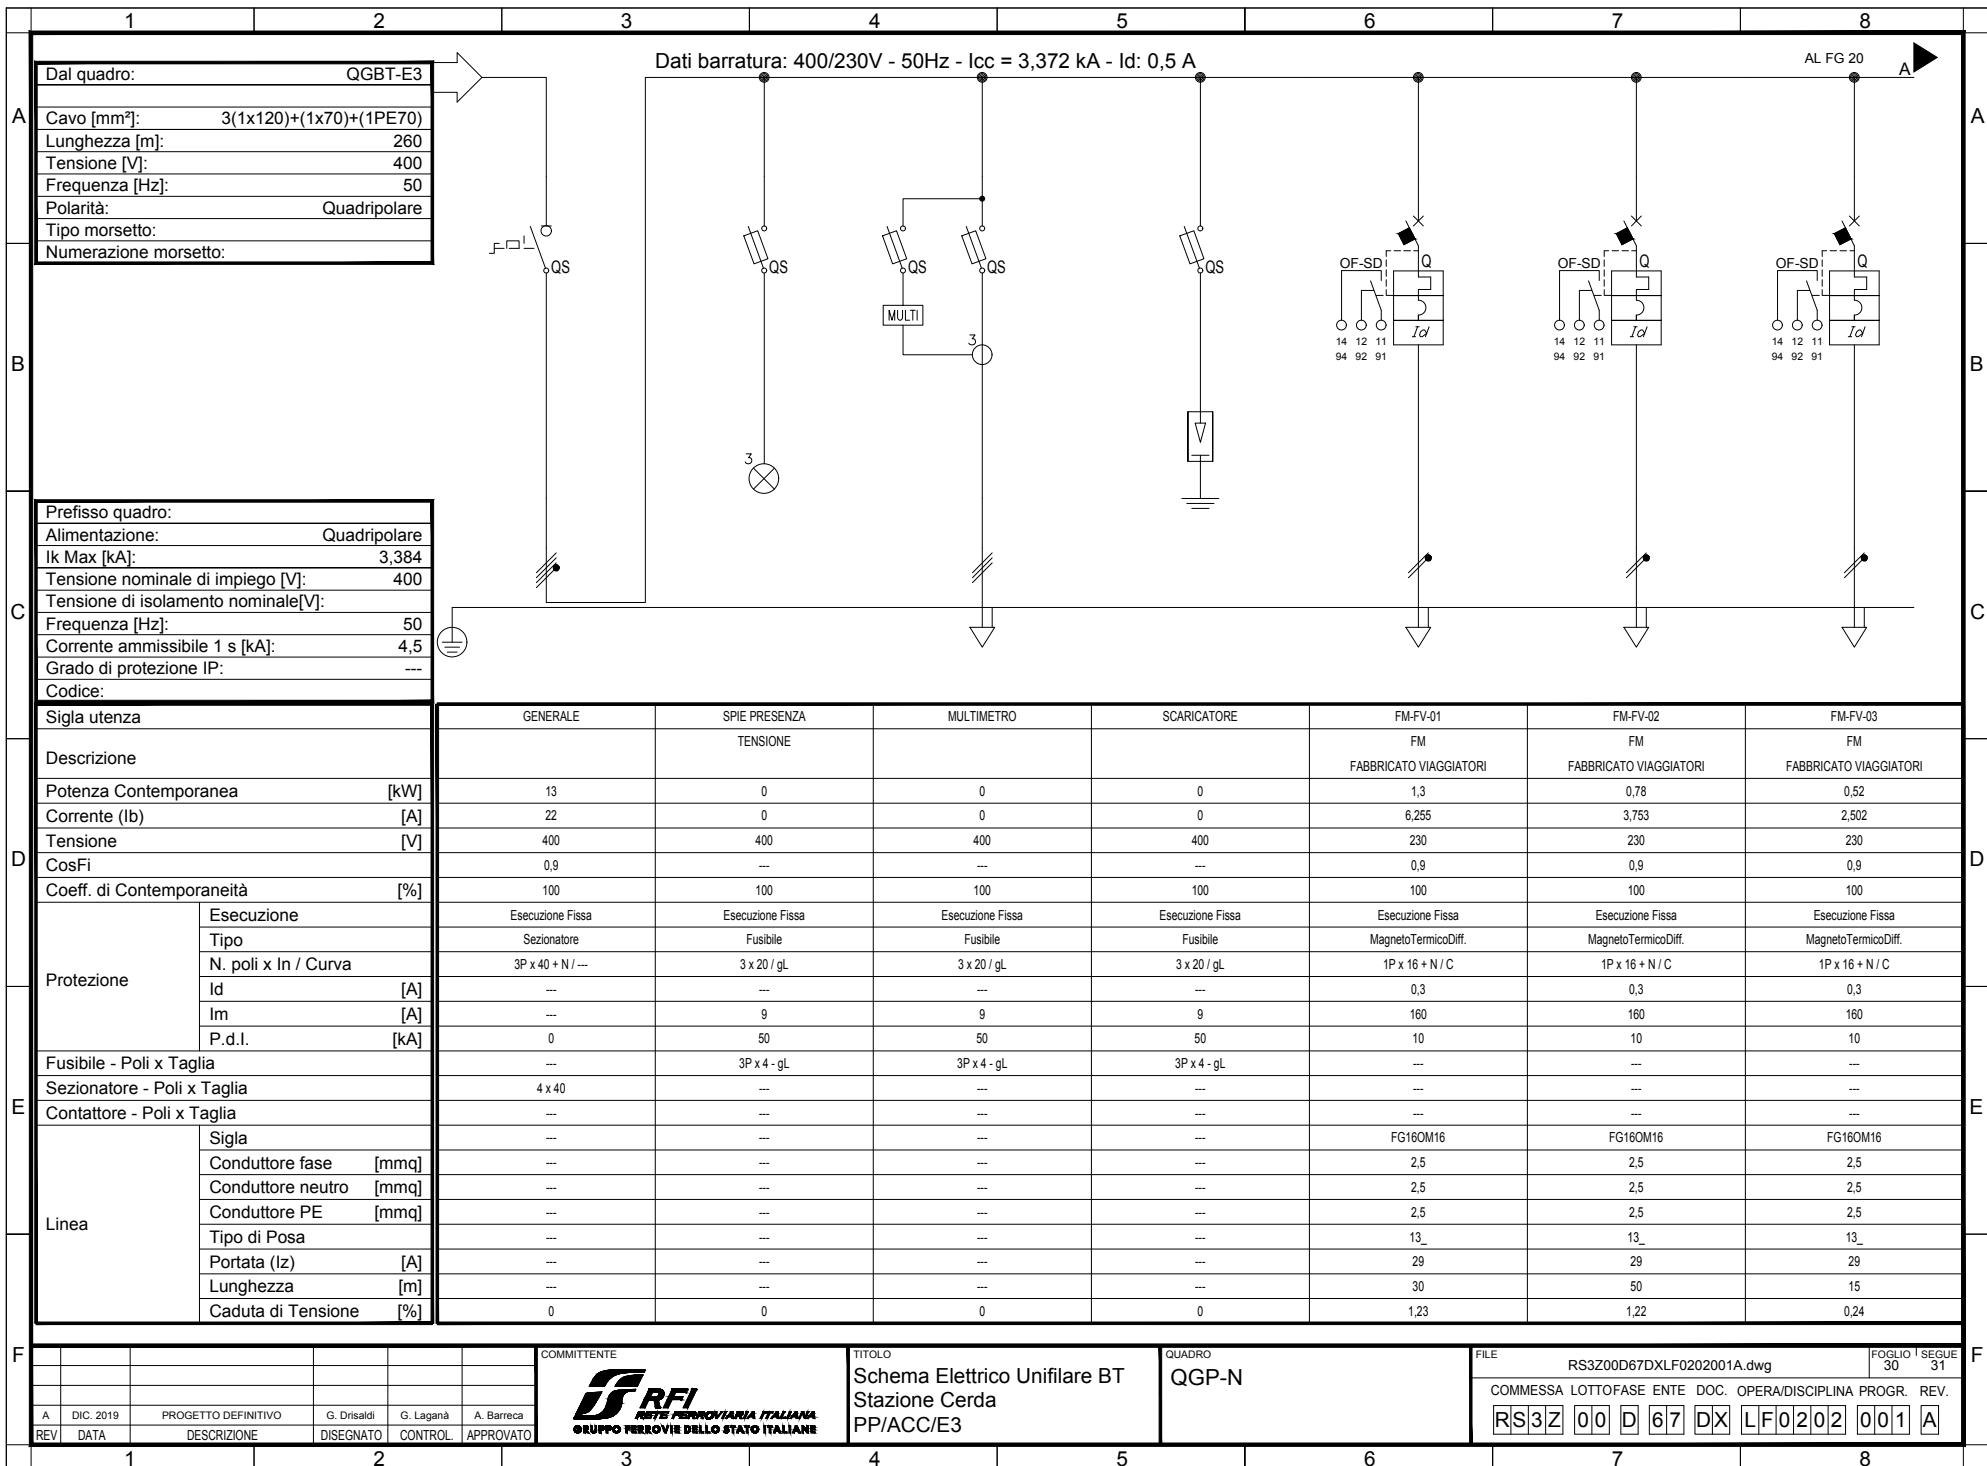 1 2 3 4 5 6 7 8
Dati barratura: 400/230V - 50Hz - Icc = 3,372 kA - Id: 0,5 A
AL FG 20 A
Dal quadro: QGBT-E3
Cavo [mm²]: 3(1x120)+(1x70)+(1PE70)
Lunghezza [m]: 260
Tensione [V]: 400
Frequenza [Hz]: 50
Polarità: Quadripolare
Tipo morsetto:
Numerazione morsetto:
A A
QS QS QS QS QS
MULTI
3
3
OF-SD Q OF-SD Q OF-SD Q
Id Id Id
14 12 11 14 12 11 14 12 11
94 92 91 94 92 91 94 92 91
B B
Prefisso quadro:
Alimentazione: Quadripolare
Ik Max [kA]: 3,384
Tensione nominale di impiego [V]: 400
Tensione di isolamento nominale[V]:
Frequenza [Hz]: 50
Corrente ammissibile 1 s [kA]: 4,5
Grado di protezione IP: ---
Codice:
C C
Sigla utenza GENERALE SPIE PRESENZA MULTIMETRO SCARICATORE FM-FV-01 FM-FV-02 FM-FV-03
Descrizione TENSIONE FM FM FM
FABBRICATO VIAGGIATORI FABBRICATO VIAGGIATORI FABBRICATO VIAGGIATORI
Potenza Contemporanea [kW] 13 0 0 0 1,3 0,78 0,52
Corrente (Ib) [A] 22 0 0 0 6,255 3,753 2,502
Tensione [V] 400 400 400 400 230 230 230
CosFi 0,9 --- --- --- 0,9 0,9 0,9
Coeff. di Contemporaneità [%] 100 100 100 100 100 100 100
D D
Protezione
Esecuzione Esecuzione Fissa Esecuzione Fissa Esecuzione Fissa Esecuzione Fissa Esecuzione Fissa Esecuzione Fissa Esecuzione Fissa
Tipo Sezionatore Fusibile Fusibile Fusibile MagnetoTermicoDiff. MagnetoTermicoDiff. MagnetoTermicoDiff.
N. poli x In / Curva 3P x 40 + N / --- 3 x 20 / gL 3 x 20 / gL 3 x 20 / gL 1P x 16 + N / C 1P x 16 + N / C 1P x 16 + N / C
Id [A] --- --- --- --- 0,3 0,3 0,3
Im [A] --- 9 9 9 160 160 160
P.d.I. [kA] 0 50 50 50 10 10 10
Fusibile - Poli x Taglia --- 3P x 4 - gL 3P x 4 - gL 3P x 4 - gL --- --- ---
Sezionatore - Poli x Taglia 4 x 40 --- --- --- --- --- ---
Contattore - Poli x Taglia --- --- --- --- --- --- ---
E E
Linea
Sigla --- --- --- --- FG16OM16 FG16OM16 FG16OM16
Conduttore fase [mmq] --- --- --- --- 2,5 2,5 2,5
Conduttore neutro [mmq] --- --- --- --- 2,5 2,5 2,5
Conduttore PE [mmq] --- --- --- --- 2,5 2,5 2,5
Tipo di Posa --- --- --- --- 13_ 13_ 13_
Portata (Iz) [A] --- --- --- --- 29 29 29
Lunghezza [m] --- --- --- --- 30 50 15
Caduta di Tensione [%] 0 0 0 0 1,23 1,22 0,24
F F
A DIC. 2019 PROGETTO DEFINITIVO G. Drisaldi G. Laganà A. Barreca
REV DATA DESCRIZIONE DISEGNATO CONTROL. APPROVATO
COMMITTENTE
RFI
RETE FERROVIARIA ITALIANA
GRUPPO FERROVIE DELLO STATO ITALIANE
TITOLO
Schema Elettrico Unifilare BT
Stazione Cerda
PP/ACC/E3
QUADRO
QGP-N
FILE
RS3Z00D67DXLF0202001A.dwg
FOGLIO SEGUE
30 31
COMMESSA LOTTO FASE ENTE DOC. OPERA/DISCIPLINA PROGR. REV.
RS3Z 00 D 67 DX LF0202 001 A
1 2 3 4 5 6 7 8